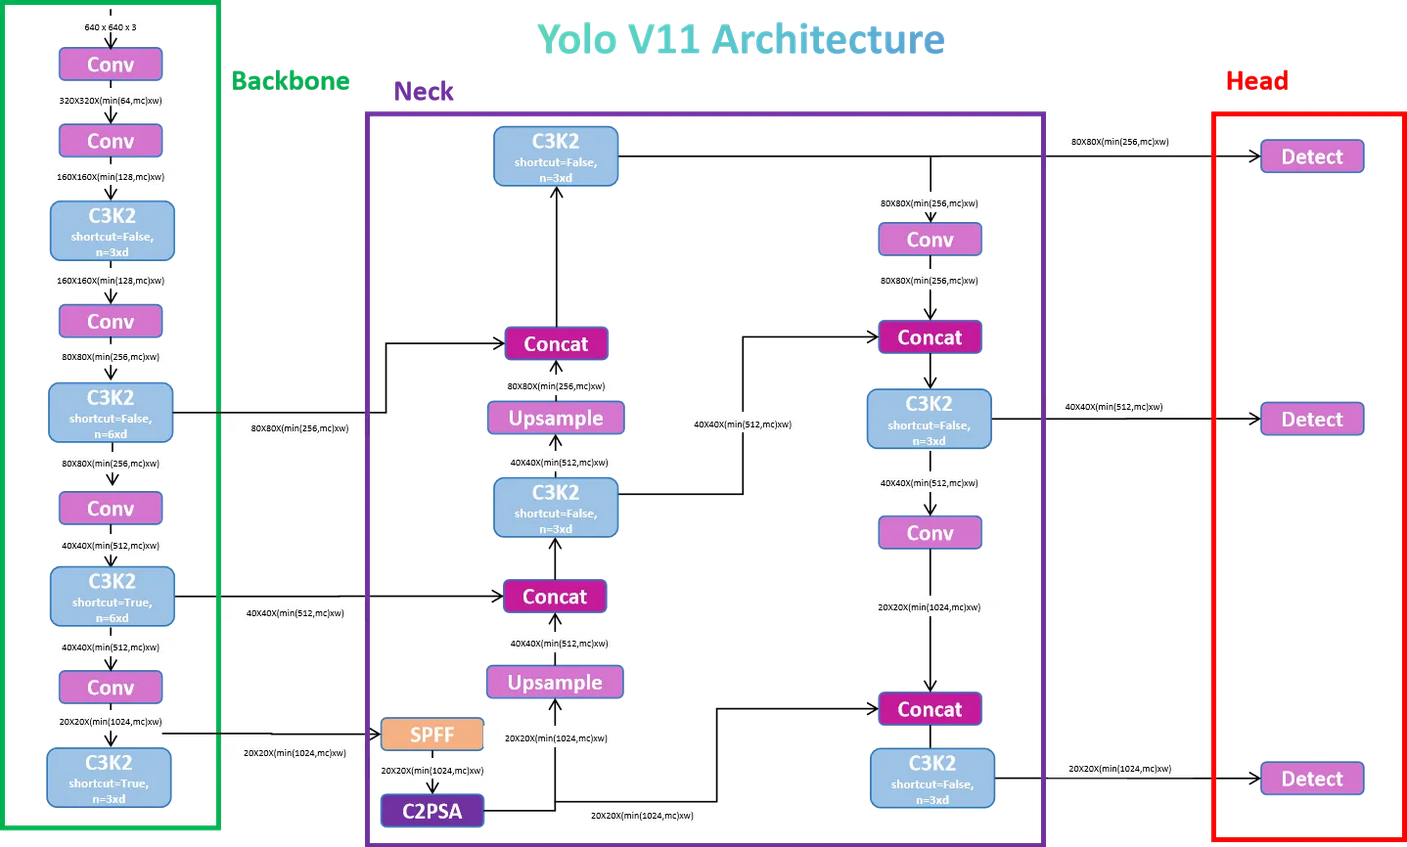 Yolo V11 Architecture
Backbone
640 x 640 x 3
Conv
320X320X(min(64,mc)xw)
Conv
160X160X(min(128,mc)xw)
C3K2
shortcut=False,
n=3xd
160X160X(min(128,mc)xw)
Conv
80X80X(min(256,mc)xw)
C3K2
shortcut=False,
n=6xd
80X80X(min(256,mc)xw)
80X80X(min(256,mc)xw)
Conv
40X40X(min(512,mc)xw)
C3K2
shortcut=True,
n=6xd
40X40X(min(512,mc)xw)
40X40X(min(512,mc)xw)
Conv
20X20X(min(1024,mc)xw)
C3K2
shortcut=True,
n=3xd
20X20X(min(1024,mc)xw)
Neck
C3K2
shortcut=False,
n=3xd
Concat
80X80X(min(256,mc)xw)
Upsample
40X40X(min(512,mc)xw)
C3K2
shortcut=False,
n=3xd
Concat
40X40X(min(512,mc)xw)
Upsample
20X20X(min(1024,mc)xw)
SPFF
20X20X(min(1024,mc)xw)
C2PSA
20X20X(min(1024,mc)xw)
40X40X(min(512,mc)xw)
80X80X(min(256,mc)xw)
Conv
80X80X(min(256,mc)xw)
Concat
C3K2
shortcut=False,
n=3xd
40X40X(min(512,mc)xw)
Conv
20X20X(min(1024,mc)xw)
Concat
C3K2
shortcut=False,
n=3xd
Head
80X80X(min(256,mc)xw)
Detect
40X40X(min(512,mc)xw)
Detect
20X20X(min(1024,mc)xw)
Detect